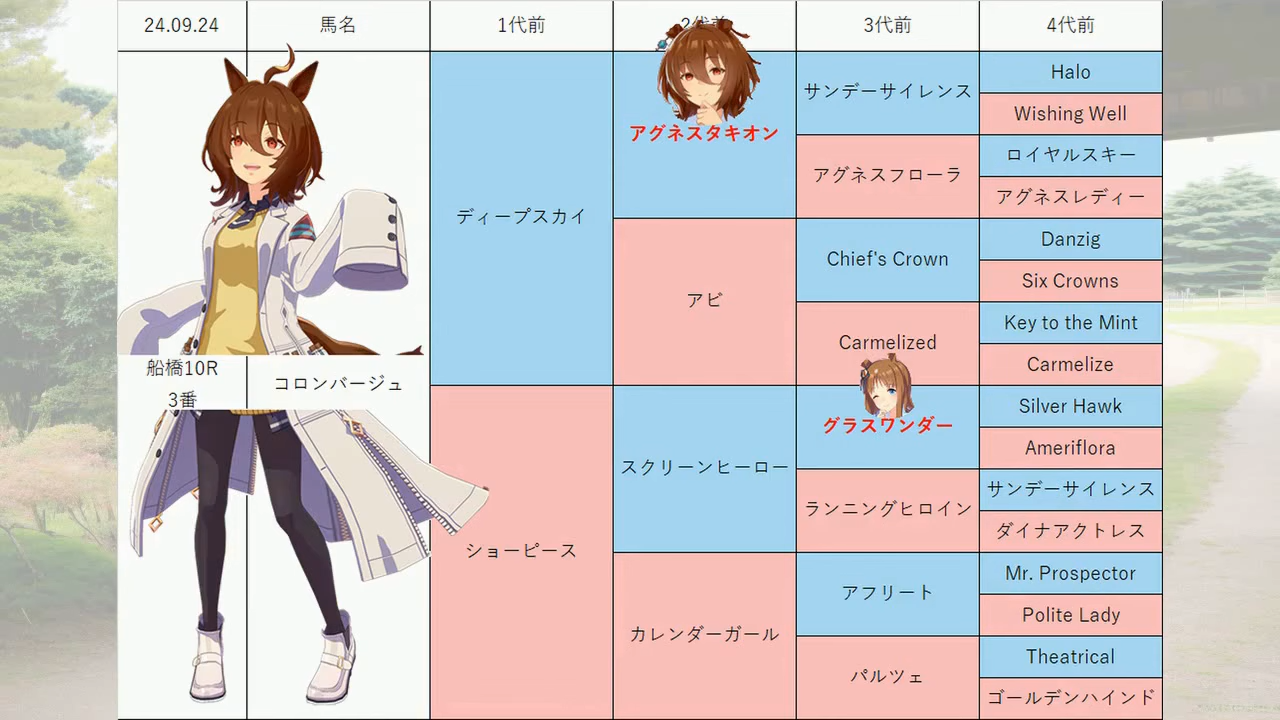 24.09.24
馬名
1代前
2代前
3代前
4代前
船橋10R
3番
コロンバージュ
ディープスカイ
ショーピース
アグネスタキオン
アビ
スクリーンヒーロー
カレンダーガール
サンデーサイレンス
アグネスフローラ
Chief's Crown
Carmelized
グラスワンダー
ランニングヒロイン
アフリート
パルツェ
Halo
Wishing Well
ロイヤルスキー
アグネスレディー
Danzig
Six Crowns
Key to the Mint
Carmelize
Silver Hawk
Ameriflora
サンデーサイレンス
ダイナアクトレス
Mr. Prospector
Polite Lady
Theatrical
ゴールデンハインド